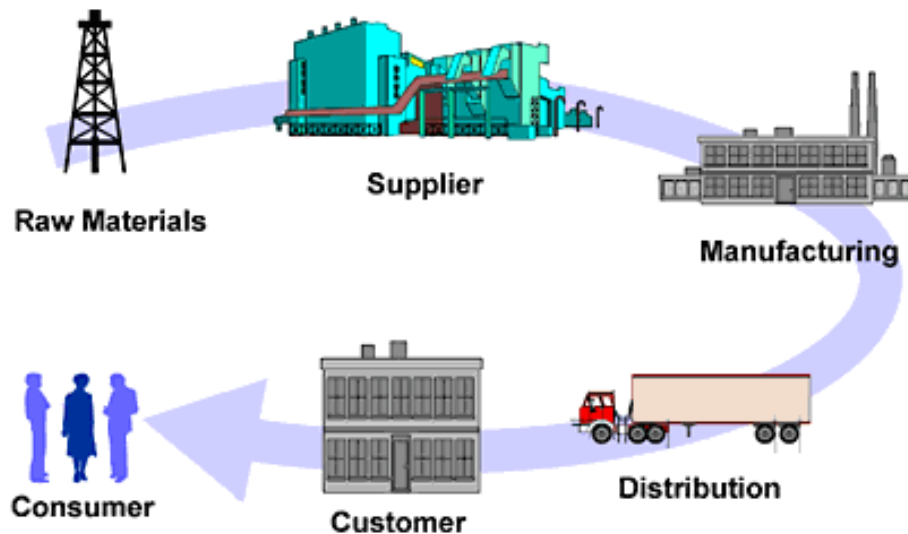 Raw Materials
Supplier
Manufacturing
Distribution
Customer
Consumer